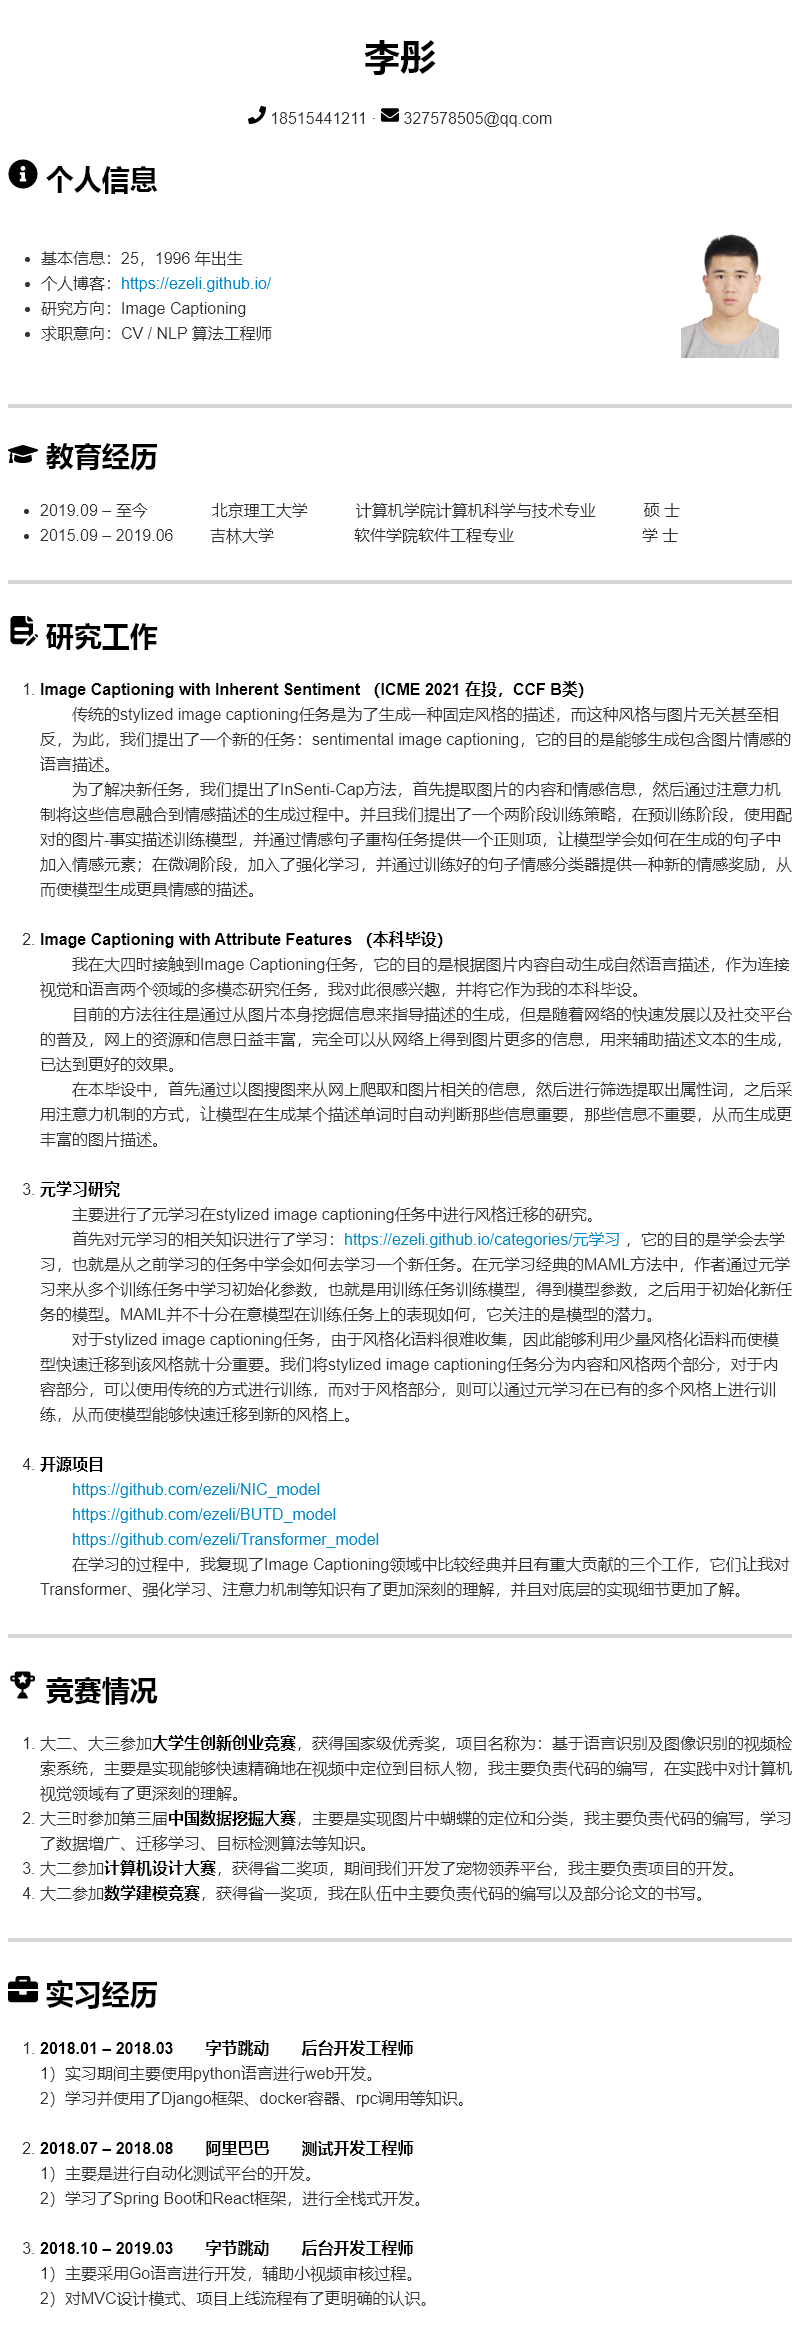 李彤
18515441211 · 327578505@qq.com
个人信息
基本信息：25，1996 年出生
个人博客：https://ezeli.github.io/
研究方向：Image Captioning
求职意向：CV / NLP 算法工程师
教育经历
2019.09 – 至今 北京理工大学 计算机学院计算机科学与技术专业 硕 士
2015.09 – 2019.06 吉林大学 软件学院软件工程专业 学 士
研究工作
1. Image Captioning with Inherent Sentiment （ICME 2021 在投，CCF B类）
传统的stylized image captioning任务是为了生成一种固定风格的描述，而这种风格与图片无关甚至相
反，为此，我们提出了一个新的任务：sentimental image captioning，它的目的是能够生成包含图片情感的
语言描述。
为了解决新任务，我们提出了InSenti-Cap方法，首先提取图片的内容和情感信息，然后通过注意力机
制将这些信息融合到情感描述的生成过程中。并且我们提出了一个两阶段训练策略，在预训练阶段，使用配
对的图片-事实描述训练模型，并通过情感句子重构任务提供一个正则项，让模型学会如何在生成的句子中
加入情感元素；在微调阶段，加入了强化学习，并通过训练好的句子情感分类器提供一种新的情感奖励，从
而使模型生成更具情感的描述。
2. Image Captioning with Attribute Features （本科毕设）
我在大四时接触到Image Captioning任务，它的目的是根据图片内容自动生成自然语言描述，作为连接
视觉和语言两个领域的多模态研究任务，我对此很感兴趣，并将它作为我的本科毕设。
目前的方法往往是通过从图片本身挖掘信息来指导描述的生成，但是随着网络的快速发展以及社交平台
的普及，网上的资源和信息日益丰富，完全可以从网络上得到图片更多的信息，用来辅助描述文本的生成，
已达到更好的效果。
在本毕设中，首先通过以图搜图来从网上爬取和图片相关的信息，然后进行筛选提取出属性词，之后采
用注意力机制的方式，让模型在生成某个描述单词时自动判断那些信息重要，那些信息不重要，从而生成更
丰富的图片描述。
3. 元学习研究
主要进行了元学习在stylized image captioning任务中进行风格迁移的研究。
首先对元学习的相关知识进行了学习：https://ezeli.github.io/categories/元学习 ，它的目的是学会去学
习，也就是从之前学习的任务中学会如何去学习一个新任务。在元学习经典的MAML方法中，作者通过元学
习来从多个训练任务中学习初始化参数，也就是用训练任务训练模型，得到模型参数，之后用于初始化新任
务的模型。MAML并不十分在意模型在训练任务上的表现如何，它关注的是模型的潜力。
对于stylized image captioning任务，由于风格化语料很难收集，因此能够利用少量风格化语料而使模
型快速迁移到该风格就十分重要。我们将stylized image captioning任务分为内容和风格两个部分，对于内
容部分，可以使用传统的方式进行训练，而对于风格部分，则可以通过元学习在已有的多个风格上进行训
练，从而使模型能够快速迁移到新的风格上。
4. 开源项目
https://github.com/ezeli/NIC_model
https://github.com/ezeli/BUTD_model
https://github.com/ezeli/Transformer_model
在学习的过程中，我复现了Image Captioning领域中比较经典并且有重大贡献的三个工作，它们让我对
Transformer、强化学习、注意力机制等知识有了更加深刻的理解，并且对底层的实现细节更加了解。
竞赛情况
1. 大二、大三参加大学生创新创业竞赛，获得国家级优秀奖，项目名称为：基于语言识别及图像识别的视频检
索系统，主要是实现能够快速精确地在视频中定位到目标人物，我主要负责代码的编写，在实践中对计算机
视觉领域有了更深刻的理解。
2. 大三时参加第三届中国数据挖掘大赛，主要是实现图片中蝴蝶的定位和分类，我主要负责代码的编写，学习
了数据增广、迁移学习、目标检测算法等知识。
3. 大二参加计算机设计大赛，获得省二奖项，期间我们开发了宠物领养平台，我主要负责项目的开发。
4. 大二参加数学建模竞赛，获得省一奖项，我在队伍中主要负责代码的编写以及部分论文的书写。
实习经历
1. 2018.01 – 2018.03 字节跳动 后台开发工程师
1）实习期间主要使用python语言进行web开发。
2）学习并使用了Django框架、docker容器、rpc调用等知识。
2. 2018.07 – 2018.08 阿里巴巴 测试开发工程师
1）主要是进行自动化测试平台的开发。
2）学习了Spring Boot和React框架，进行全栈式开发。
3. 2018.10 – 2019.03 字节跳动 后台开发工程师
1）主要采用Go语言进行开发，辅助小视频审核过程。
2）对MVC设计模式、项目上线流程有了更明确的认识。